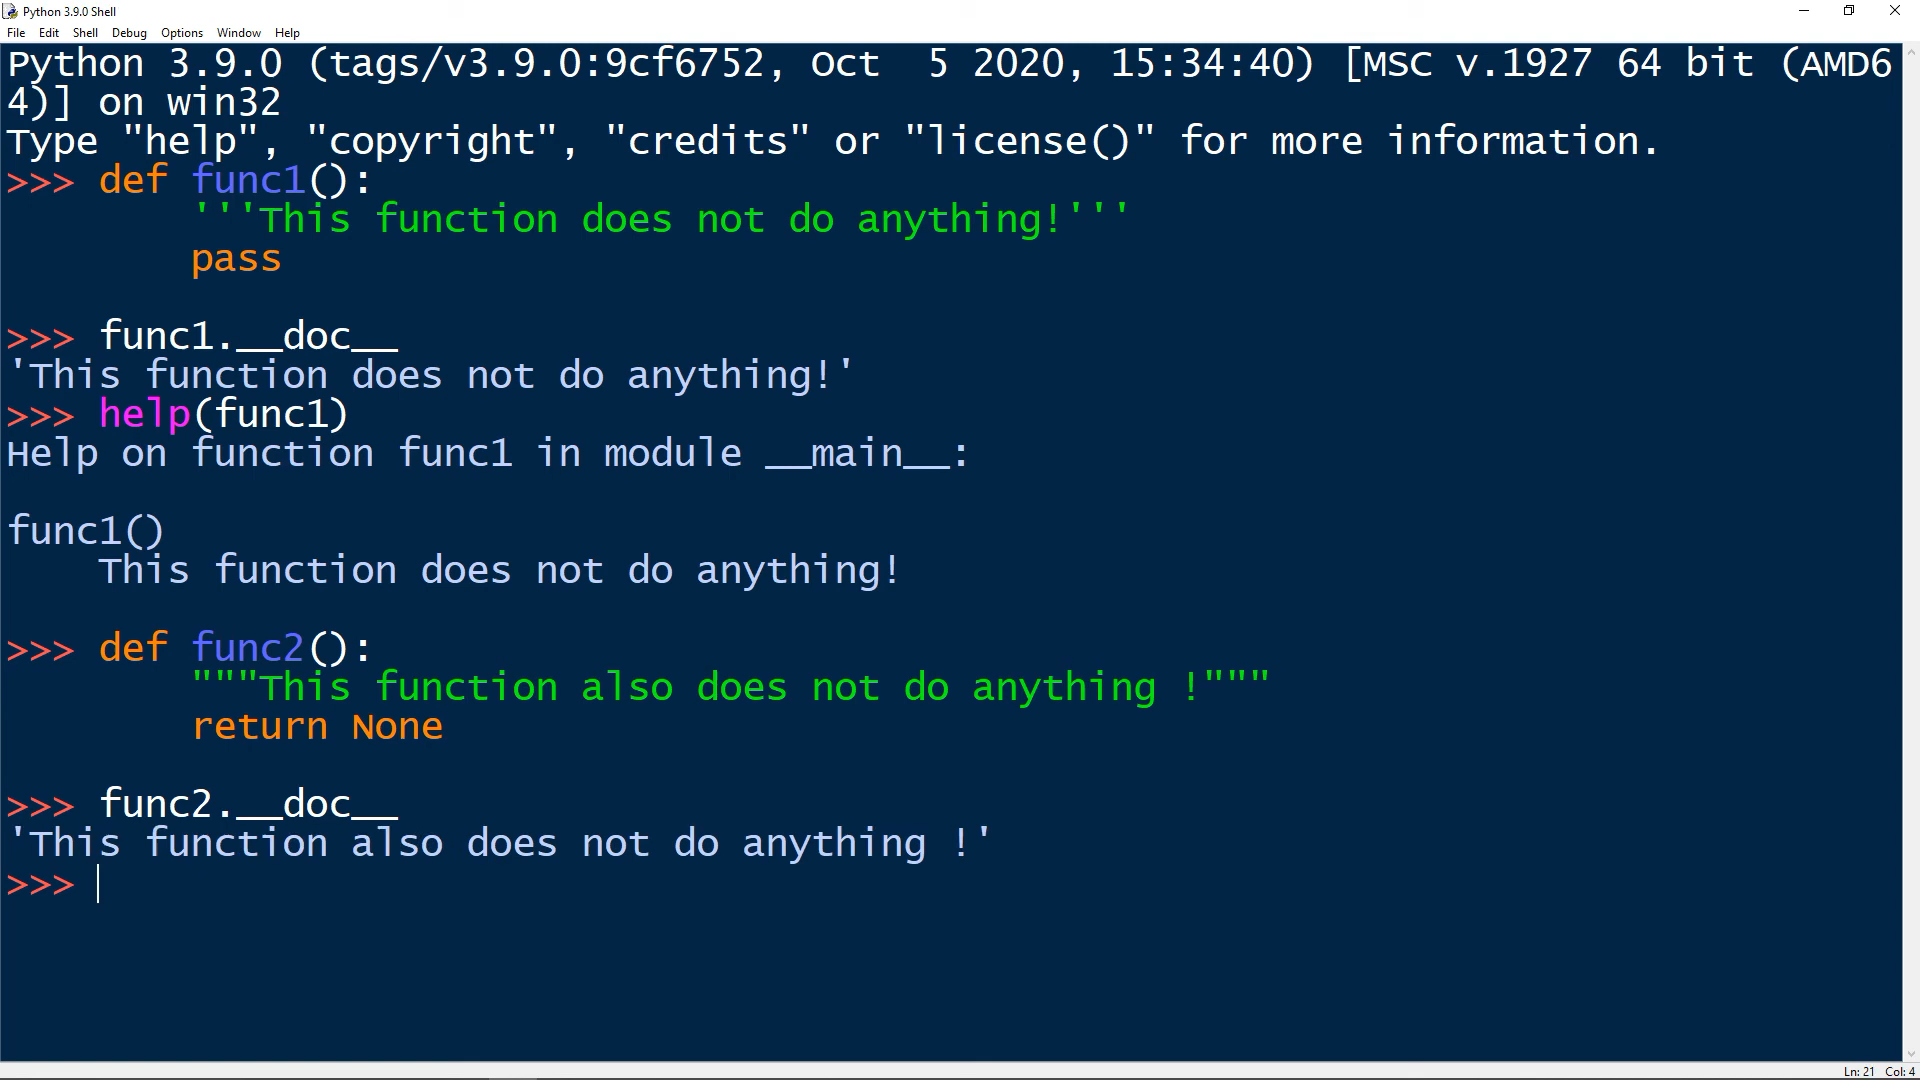 Python 3.9.0 Shell
File Edit Shell Debug Options Window Help
Python 3.9.0 (tags/v3.9.0:9cf6752, Oct  5 2020, 15:34:40) [MSC v.1927 64 bit (AMD6
4)] on win32
Type "help", "copyright", "credits" or "license()" for more information.
>>> def func1():
        '''This function does not do anything!'''
        pass

>>> func1.__doc__
'This function does not do anything!'
>>> help(func1)
Help on function func1 in module __main__:

func1()
    This function does not do anything!

>>> def func2():
        """This function also does not do anything !"""
        return None

>>> func2.__doc__
'This function also does not do anything !'
>>>
Ln: 21 Col: 4